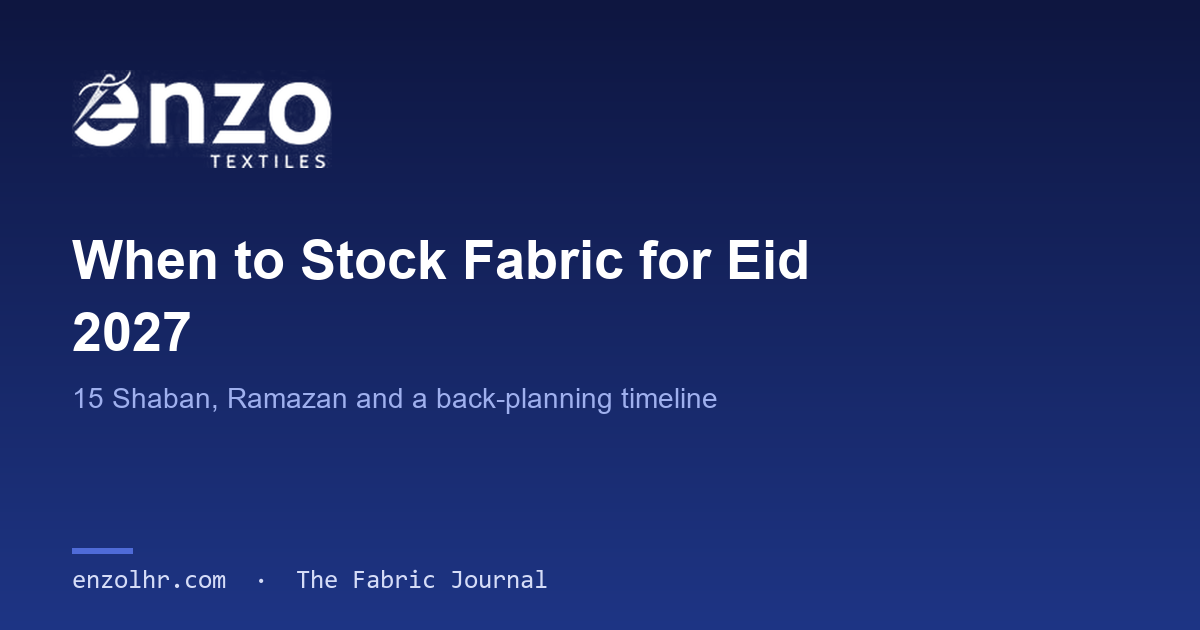 enzo
TEXTILES
When to Stock Fabric for Eid
2027
15 Shaban, Ramazan and a back-planning timeline
enzolhr.com · The Fabric Journal